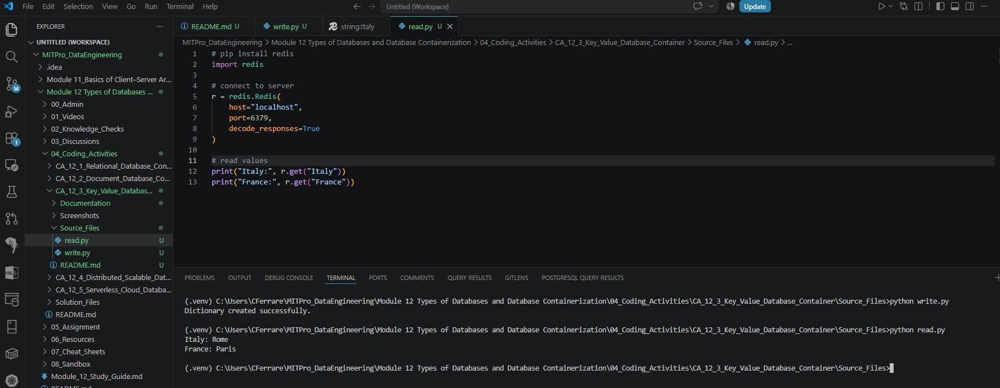 File Edit Selection View Go Run Terminal Help
Untitled (Workspace)
Update
EXPLORER
UNTITLED (WORKSPACE)
MITPro_DataEngineering
.idea
Module 11_Basics of Client–Server Ar...
Module 12 Types of Databases ...
00_Admin
01_Videos
02_Knowledge_Checks
03_Discussions
04_Coding_Activities
CA_12_1_Relational_Database_Con...
CA_12_2_Document_Database_Co...
CA_12_3_Key_Value_Databas...
Documentation
Screenshots
Source_Files
read.py U
write.py U
README.md U
CA_12_4_Distributed_Scalable_Dat...
CA_12_5_Serverless_Cloud_Databa...
Solution_Files
README.md
05_Assignment
06_Resources
07_Cheat_Sheets
08_Sandbox
Module_12_Study_Guide.md
README.md
14
1
SQL
README.md U write.py U string:Italy read.py U
MITPro_DataEngineering > Module 12 Types of Databases and Database Containerization > 04_Coding_Activities > CA_12_3_Key_Value_Database_Container > Source_Files > read.py > ...
1 # pip install redis
2 import redis
3
4 # connect to server
5 r = redis.Redis(
6 host="localhost",
7 port=6379,
8 decode_responses=True
9 )
10
11 # read values
12 print("Italy:", r.get("Italy"))
13 print("France:", r.get("France"))
PROBLEMS OUTPUT DEBUG CONSOLE TERMINAL PORTS COMMENTS QUERY RESULTS GITLENS POSTGRESQL QUERY RESULTS
(.venv) C:\Users\CFerrare\MITPro_DataEngineering\Module 12 Types of Databases and Database Containerization\04_Coding_Activities\CA_12_3_Key_Value_Database_Container\Source_Files>python write.py
Dictionary created successfully.
(.venv) C:\Users\CFerrare\MITPro_DataEngineering\Module 12 Types of Databases and Database Containerization\04_Coding_Activities\CA_12_3_Key_Value_Database_Container\Source_Files>python read.py
Italy: Rome
France: Paris
(.venv) C:\Users\CFerrare\MITPro_DataEngineering\Module 12 Types of Databases and Database Containerization\04_Coding_Activities\CA_12_3_Key_Value_Database_Container\Source_Files>